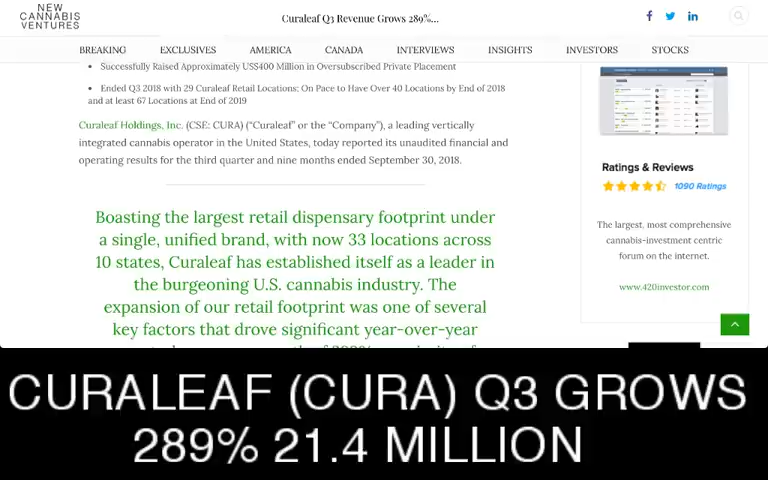 NEW
CANNABIS
VENTURES
Curaleaf Q3 Revenue Grows 289%...
BREAKING EXCLUSIVES AMERICA CANADA INTERVIEWS INSIGHTS INVESTORS STOCKS
Successfully Raised Approximately US$400 Million in Oversubscribed Private Placement
Ended Q3 2018 with 29 Curaleaf Retail Locations; On Pace to Have Over 40 Locations by End of 2018
and at least 67 Locations at End of 2019
Curaleaf Holdings, Inc. (CSE: CURA) ("Curaleaf" or the "Company"), a leading vertically
integrated cannabis operator in the United States, today reported its unaudited financial and
operating results for the third quarter and nine months ended September 30, 2018.
Boasting the largest retail dispensary footprint under
a single, unified brand, with now 33 locations across
10 states, Curaleaf has established itself as a leader in
the burgeoning U.S. cannabis industry. The
expansion of our retail footprint was one of several
key factors that drove significant year-over-year
Ratings & Reviews
1090 Ratings
The largest, most comprehensive
cannabis-investment centric
forum on the internet.
www.420investor.com
CURALEAF (CURA) Q3 GROWS
289% 21.4 MILLION